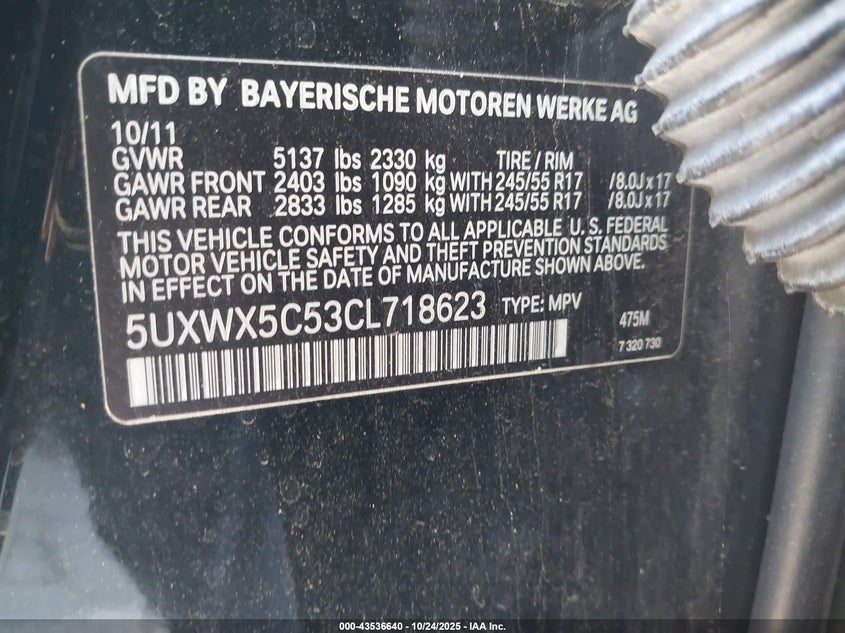 MFD BY BAYERISCHE MOTOREN WERKE AG
10/11
GVWR 5137 lbs 2330 kg TIRE / RIM
GAWR FRONT 2403 lbs 1090 kg WITH 245/55 R17 /8.0J x 17
GAWR REAR 2833 lbs 1285 kg WITH 245/55 R17 /8.0J x 17
THIS VEHICLE CONFORMS TO ALL APPLICABLE U. S. FEDERAL
MOTOR VEHICLE SAFETY AND THEFT PREVENTION STANDARDS
IN EFFECT ON THE DATE OF MANUFACTURE SHOWN ABOVE.
5UXWX5C53CL718623 TYPE: MPV 475M
7 320 730
000-43536640 - 10/24/2025 - IAA Inc.